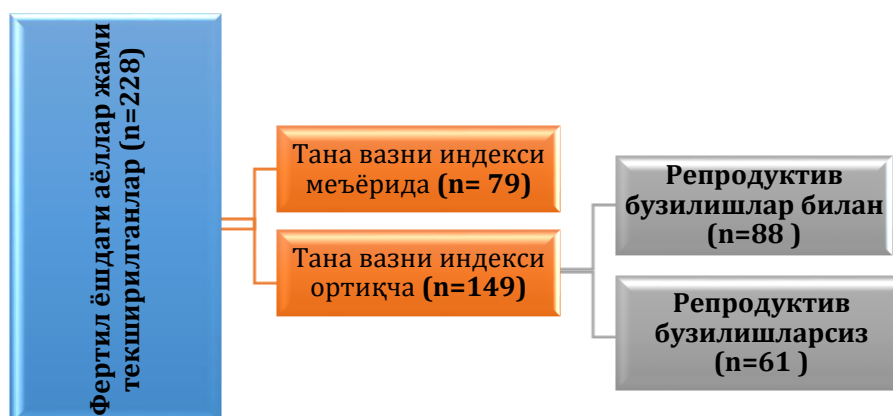 Фертил ёшдаги аёллар жами
текширилганлар (n=228)
Тана вазни индекси
меъёрида (n= 79)
Тана вазни индекси
ортиқча (n=149)
Репродуктив
бузилишлар билан
(n=88 )
Репродуктив
бузилишларсиз
(n=61 )